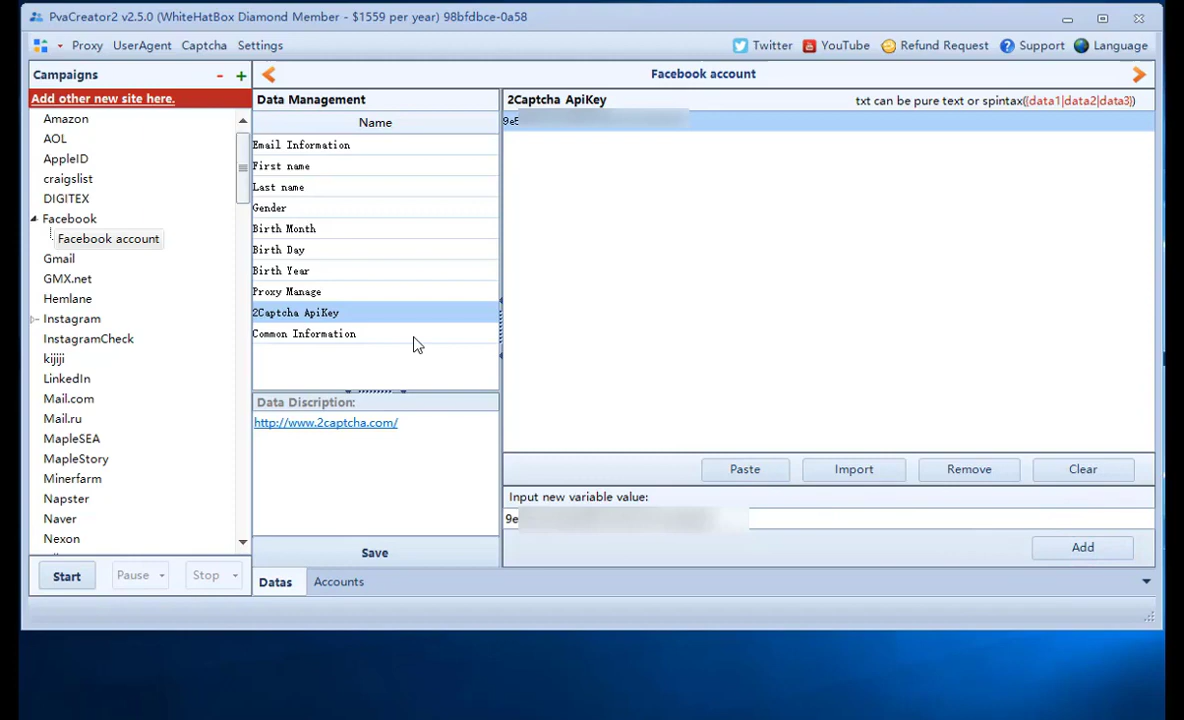 PvaCreator2 v2.5.0 (WhiteHatBox Diamond Member - $1559 per year) 98bfdbce-0a58
Proxy UserAgent Captcha Settings
Twitter YouTube Refund Request Support Language
Campaigns - +
Facebook account
Add other new site here.
Amazon
AOL
AppleID
craigslist
DIGITEX
Facebook
Facebook account
Gmail
GMX.net
Hemlane
Instagram
InstagramCheck
kijiji
LinkedIn
Mail.com
Mail.ru
MapleSEA
MapleStory
Minerfarm
Napster
Naver
Nexon
Start Pause Stop
Data Management
Name
Email Information
First name
Last name
Gender
Birth Month
Birth Day
Birth Year
Proxy Manage
2Captcha ApiKey
Common Information
Data Discription:
http://www.2captcha.com/
Save
Datas Accounts
2Captcha ApiKey txt can be pure text or spintax({data1|data2|data3})
Paste Import Remove Clear
Input new variable value:
9e
Add